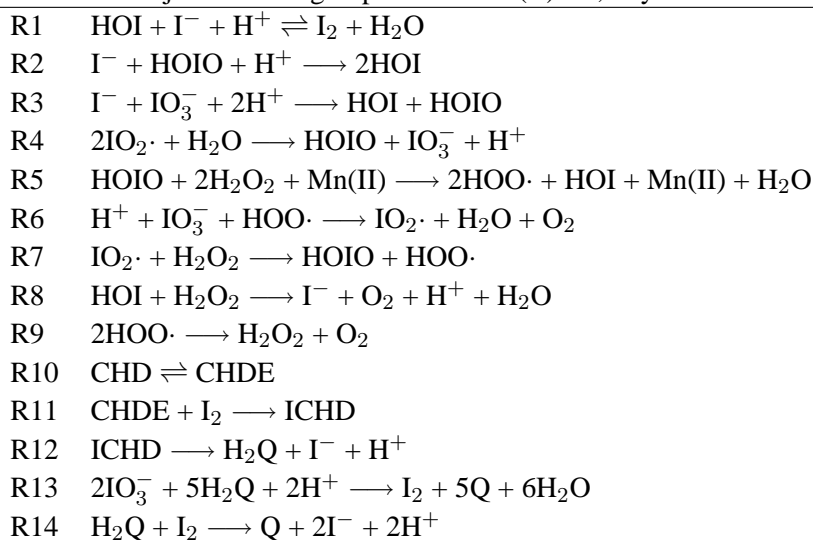 R1 HOI + I⁻ + H⁺ ⇌ I₂ + H₂O
R2 I⁻ + HOIO + H⁺ ⟶ 2HOI
R3 I⁻ + IO₃⁻ + 2H⁺ ⟶ HOI + HOIO
R4 2IO₂· + H₂O ⟶ HOIO + IO₃⁻ + H⁺
R5 HOIO + 2H₂O₂ + Mn(II) ⟶ 2HOO· + HOI + Mn(II) + H₂O
R6 H⁺ + IO₃⁻ + HOO· ⟶ IO₂· + H₂O + O₂
R7 IO₂· + H₂O₂ ⟶ HOIO + HOO·
R8 HOI + H₂O₂ ⟶ I⁻ + O₂ + H⁺ + H₂O
R9 2HOO· ⟶ H₂O₂ + O₂
R10 CHD ⇌ CHDE
R11 CHDE + I₂ ⟶ ICHD
R12 ICHD ⟶ H₂Q + I⁻ + H⁺
R13 2IO₃⁻ + 5H₂Q + 2H⁺ ⟶ I₂ + 5Q + 6H₂O
R14 H₂Q + I₂ ⟶ Q + 2I⁻ + 2H⁺